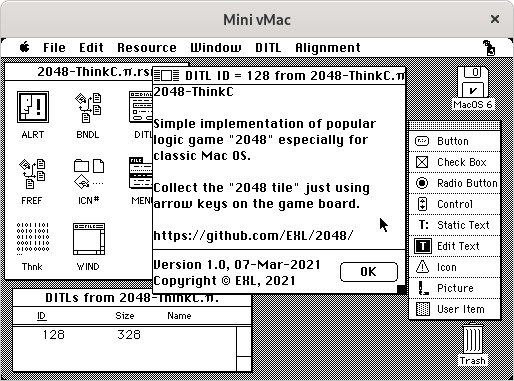 Mini vMac
File Edit Resource Window DITL Alignment
2048-ThinkC.π.rs
ALRT
BNDL
DITL
FREF
ICN#
MENU
Thnk
WIND
DITL ID = 128 from 2048-ThinkC.π
2048-ThinkC
Simple implementation of popular
logic game "2048" especially for
classic Mac OS.
Collect the "2048 tile" just using
arrow keys on the game board.
https://github.com/EXL/2048/
Version 1.0, 07-Mar-2021
Copyright © EXL, 2021
OK
DITLs from 2048-ThinkC.π.
ID Size Name
128 328
MacOS 6
Button
Check Box
Radio Button
Control
T: Static Text
T Edit Text
Icon
Picture
User Item
Trash